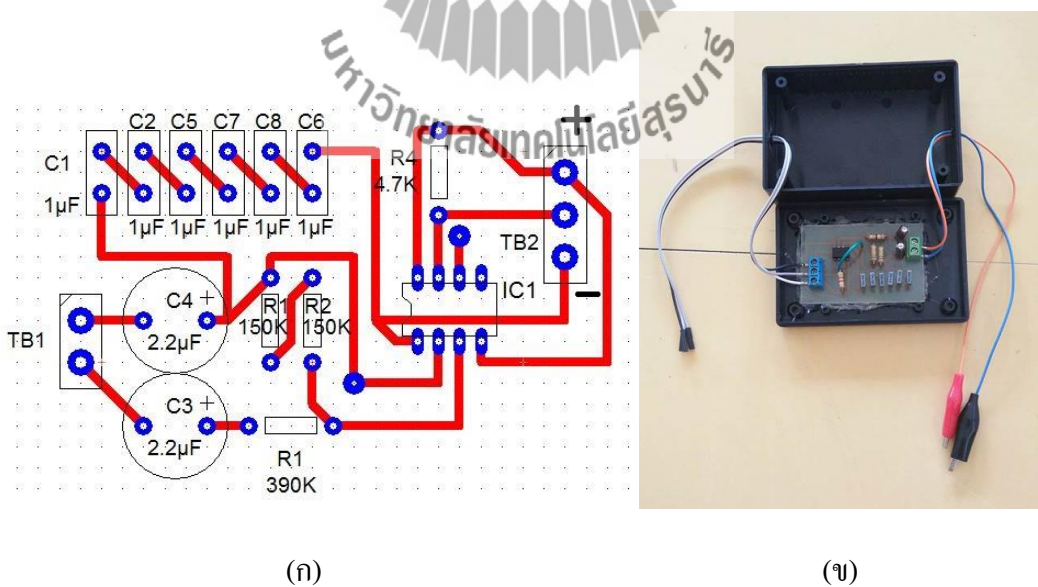 มหาวิทยาลัยเทคโนโลยีสุรนารี
C2 C5 C7 C8 C6
C1
1µF
1µF 1µF 1µF 1µF 1µF
R4
4.7K
+
TB2
−
IC1
C4 +
2.2µF
R1
150K
R2
150K
TB1
C3 +
2.2µF
R1
390K
(ก)
(ข)